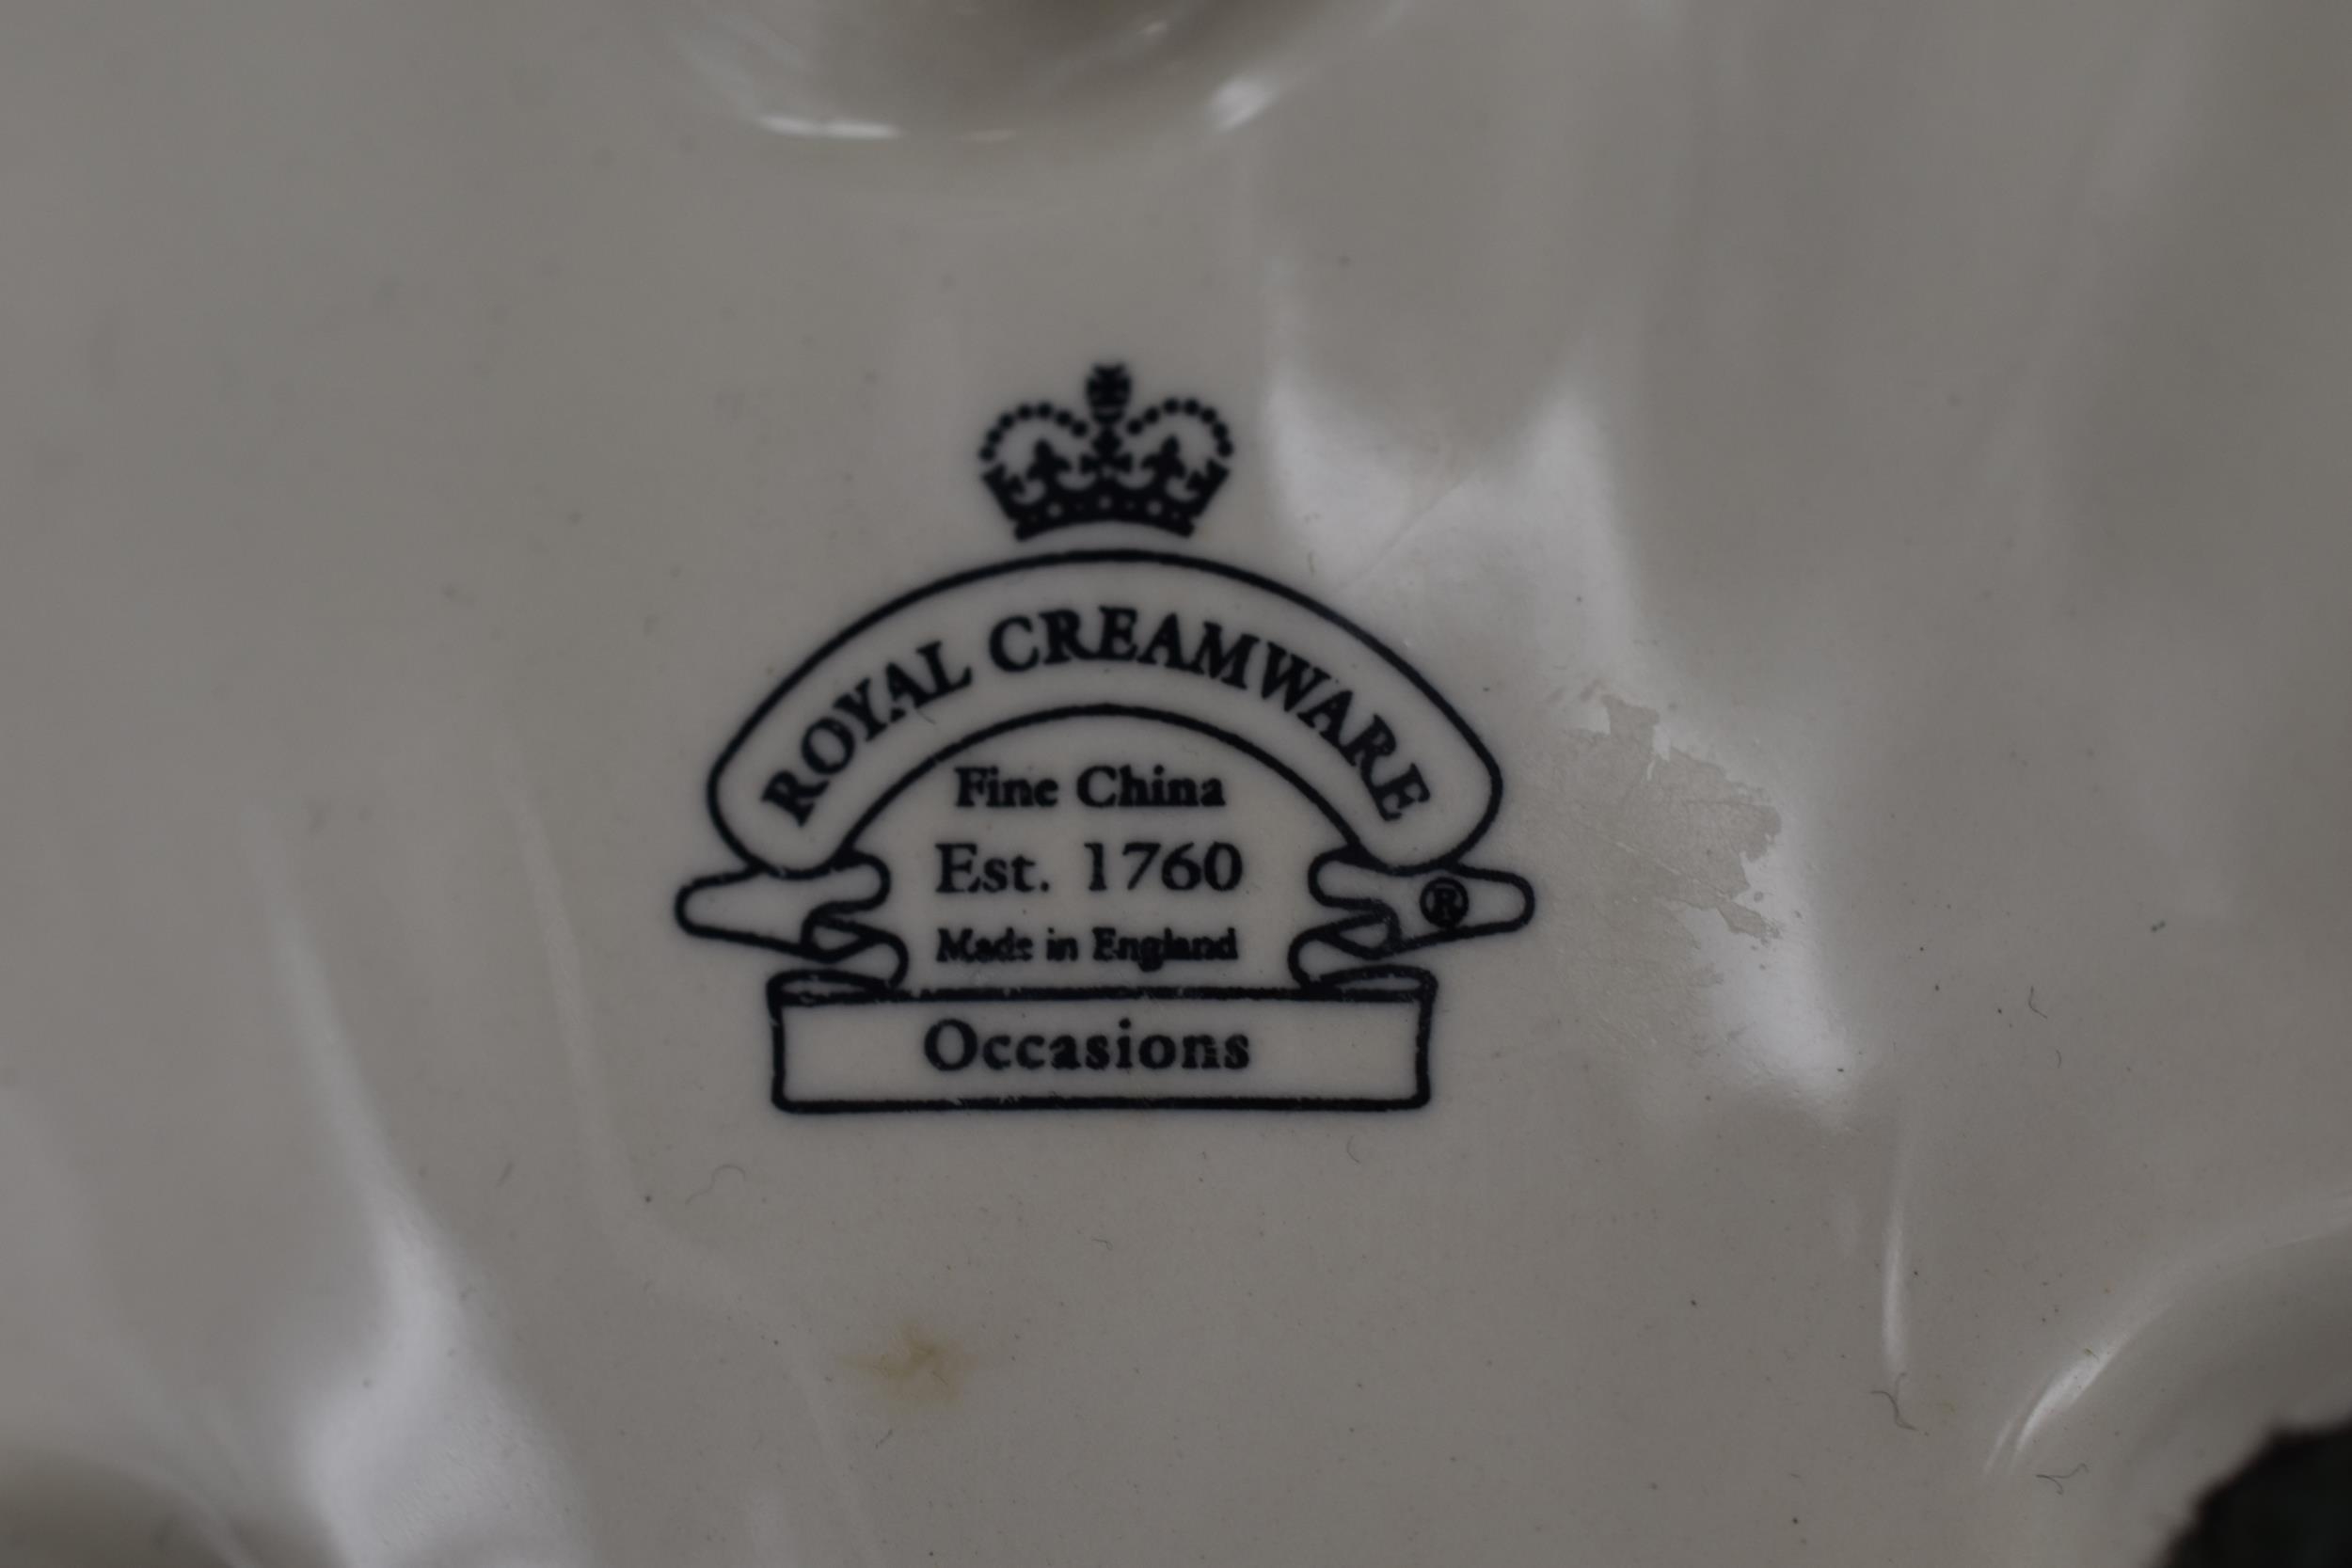 ROYAL CREAMWARE
Fine China
Est. 1760
Made in England
®
Occasions